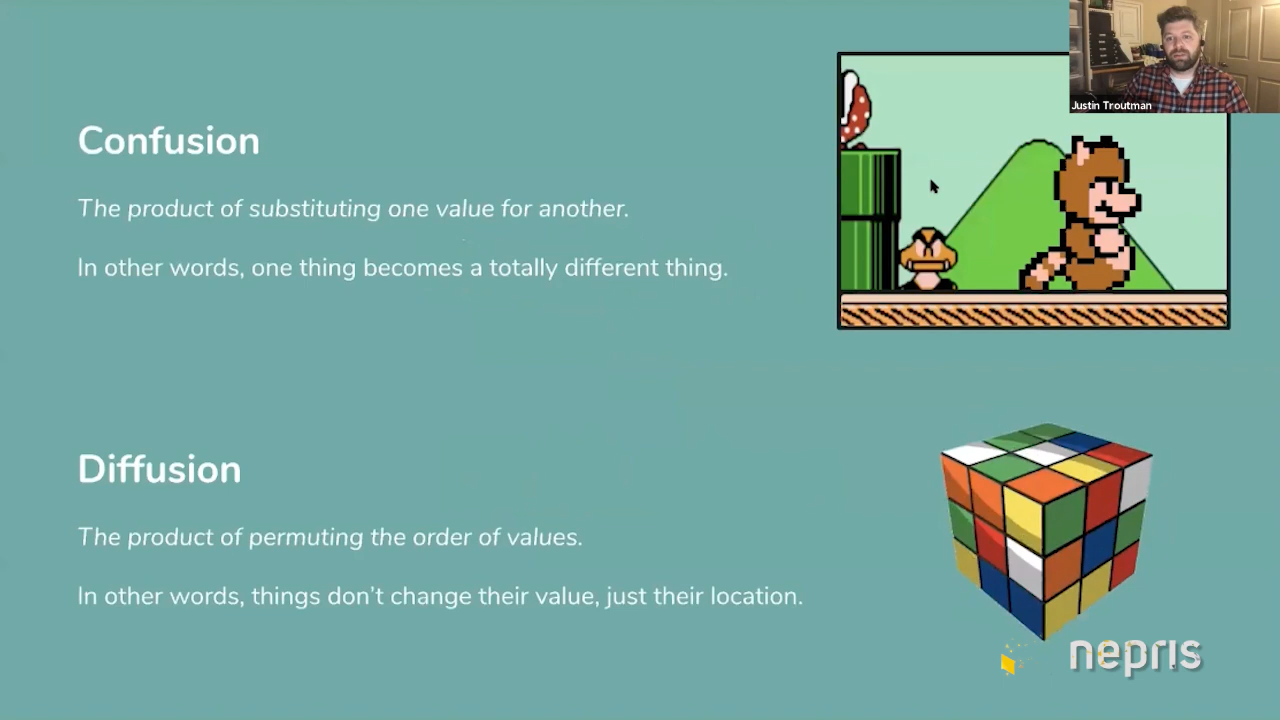 Justin Troutman
Confusion
The product of substituting one value for another.
In other words, one thing becomes a totally different thing.
Diffusion
The product of permuting the order of values.
In other words, things don't change their value, just their location.
nepris